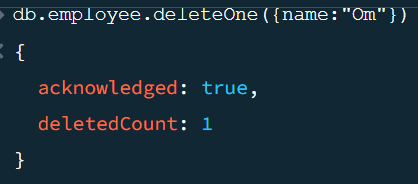 db.employee.deleteOne({name:"Om"})
{
acknowledged: true,
deletedCount: 1
}